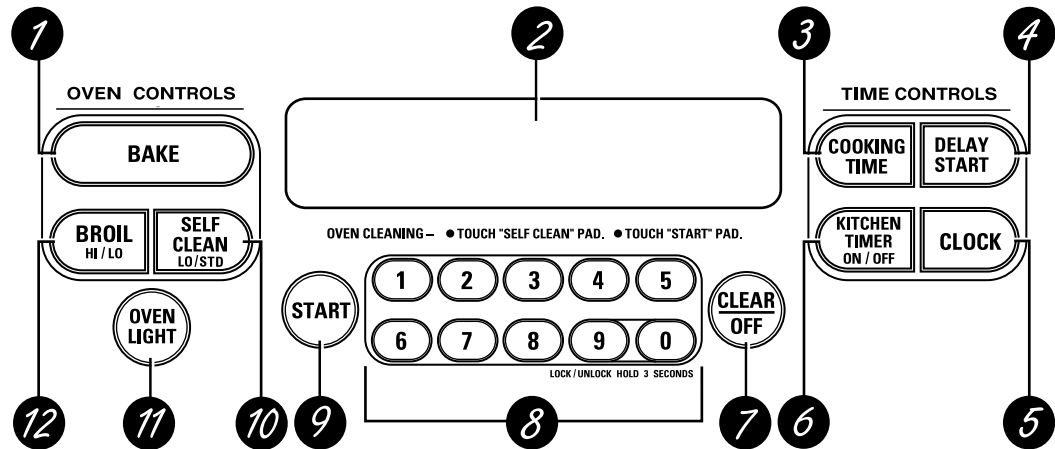 1 2 3 4
OVEN CONTROLS
TIME CONTROLS
BAKE
COOKING
TIME
DELAY
START
BROIL
HI / LO
SELF
CLEAN
LO/STD
OVEN CLEANING – ● TOUCH "SELF CLEAN" PAD. ● TOUCH "START" PAD.
KITCHEN
TIMER
ON / OFF
CLOCK
OVEN
LIGHT
START
1 2 3 4 5
6 7 8 9 0
LOCK/UNLOCK HOLD 3 SECONDS
CLEAR
OFF
12 11 10 9 8 7 6 5